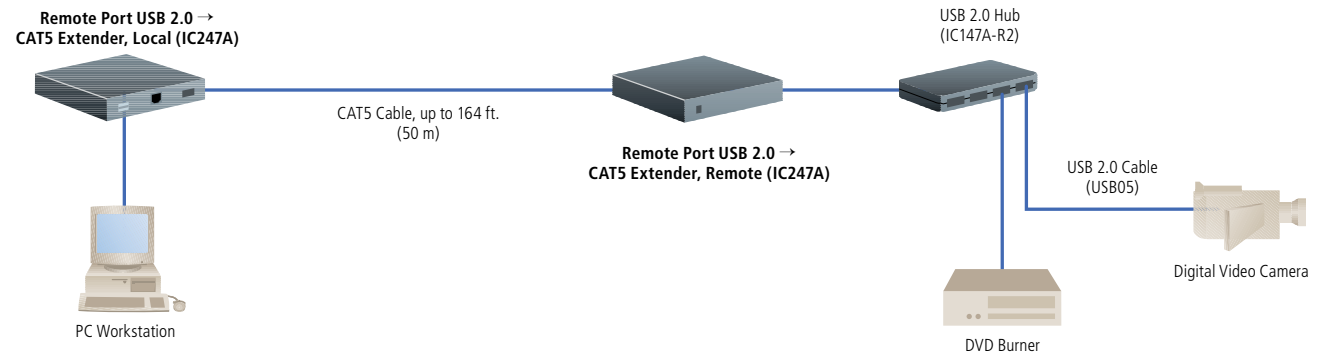 Remote Port USB 2.0 →
CAT5 Extender, Local (IC247A)
CAT5 Cable, up to 164 ft.
(50 m)
Remote Port USB 2.0 →
CAT5 Extender, Remote (IC247A)
USB 2.0 Hub
(IC147A-R2)
USB 2.0 Cable
(USB05)
Digital Video Camera
PC Workstation
DVD Burner